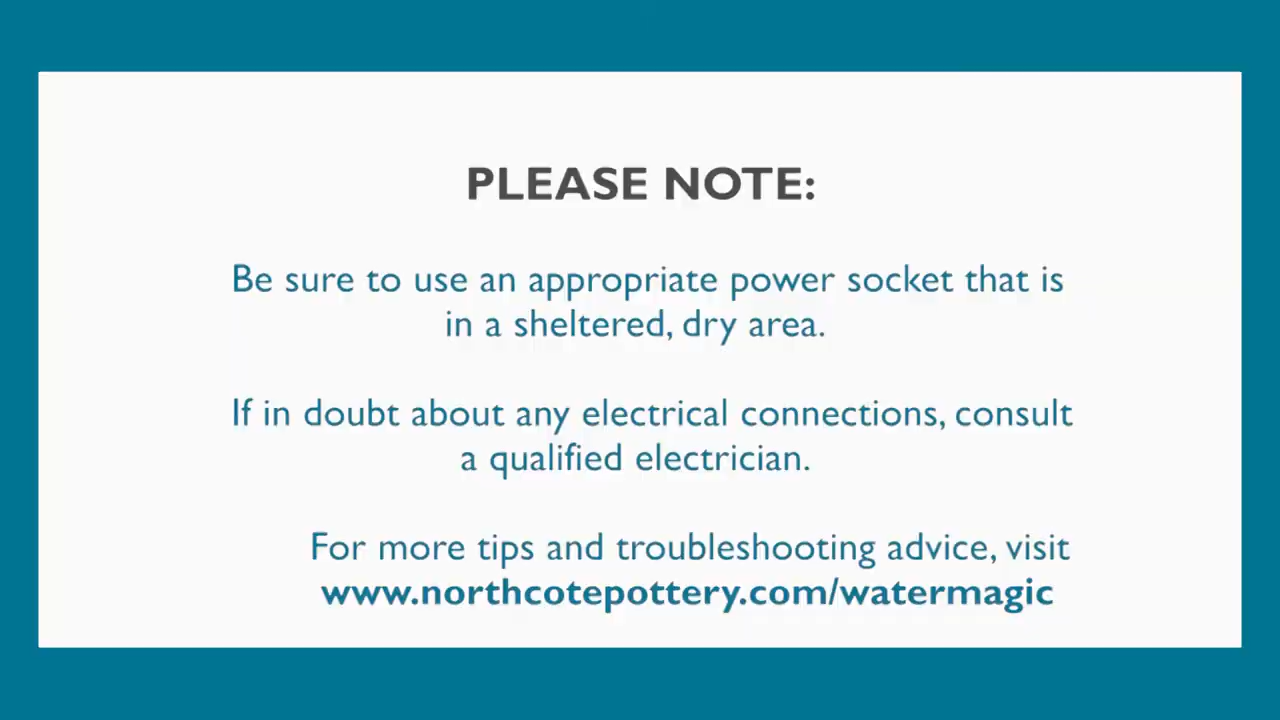 PLEASE NOTE:
Be sure to use an appropriate power socket that is
in a sheltered, dry area.
If in doubt about any electrical connections, consult
a qualified electrician.
For more tips and troubleshooting advice, visit
www.northcotepottery.com/watermagic